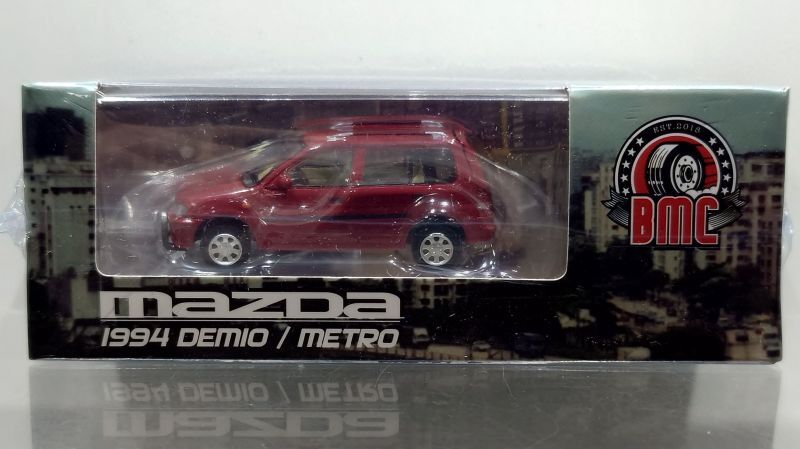 EST.2018
BMC
mazda
1994 DEMIO / METRO